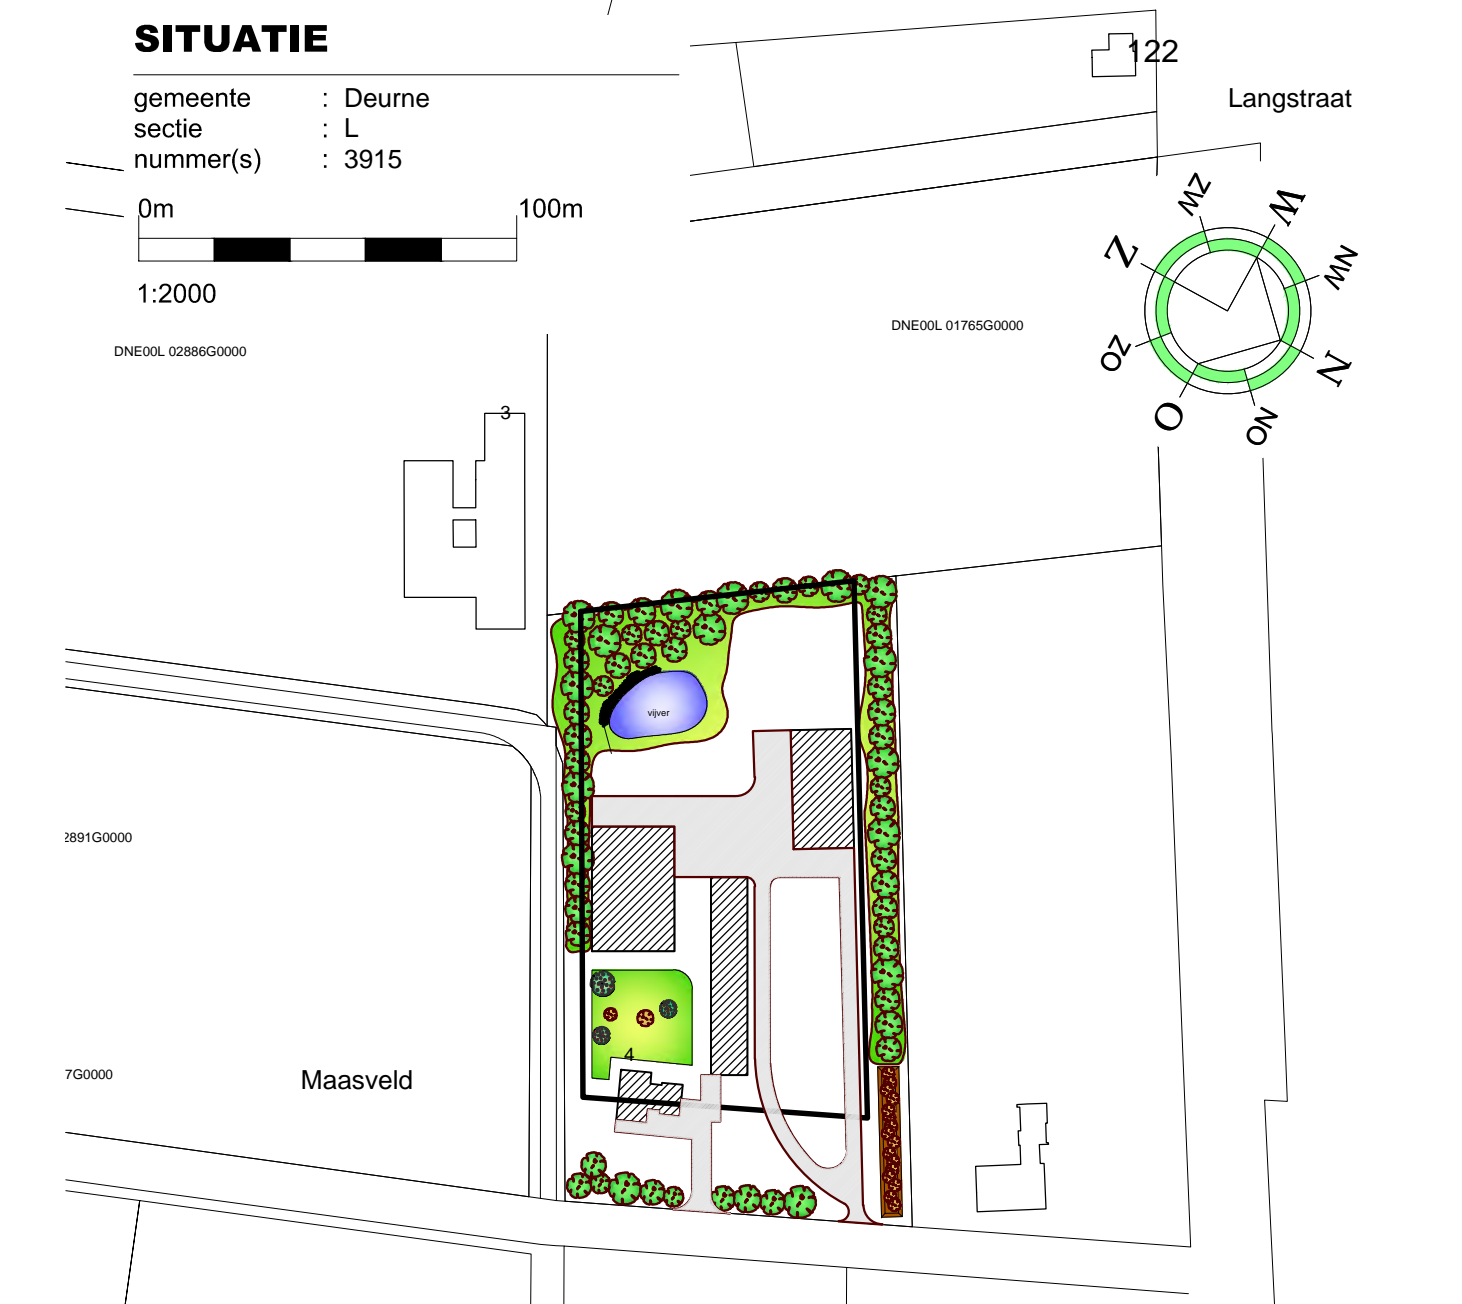 SITUATIE
gemeente : Deurne
sectie : L
nummer(s) : 3915
0m 100m
1:2000
122
Langstraat
DNE00L 02886G0000
DNE00L 01765G0000
ZW
W
NW
Z
N
OZ
O
NO
3
vijver
2891G0000
7G0000
Maasveld
4